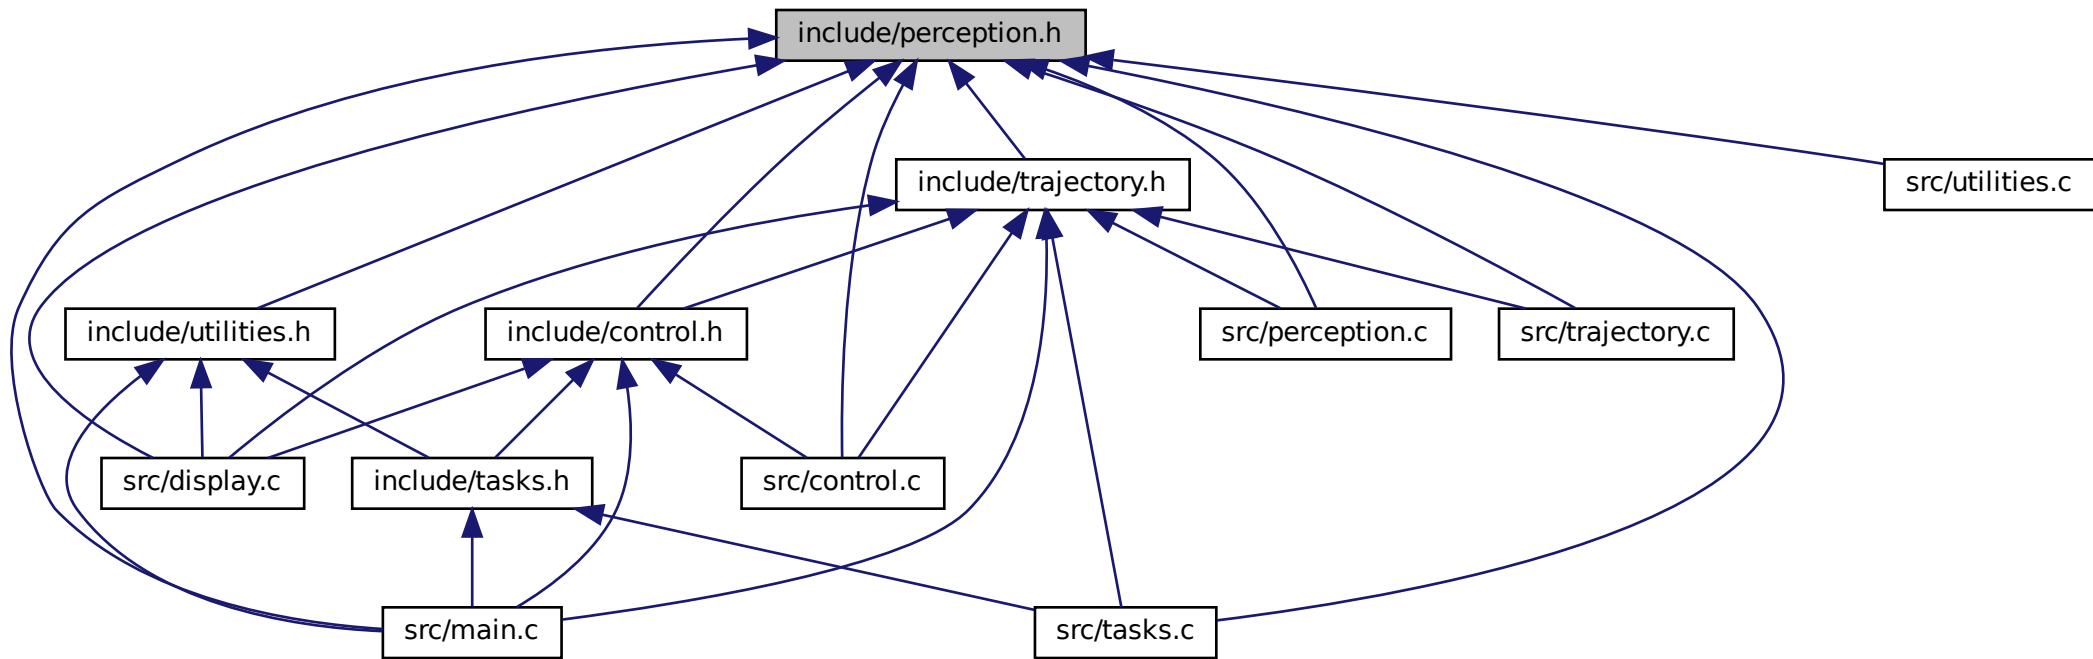 include/perception.h
include/trajectory.h
src/utilities.c
include/utilities.h
include/control.h
src/perception.c
src/trajectory.c
src/display.c
include/tasks.h
src/control.c
src/main.c
src/tasks.c